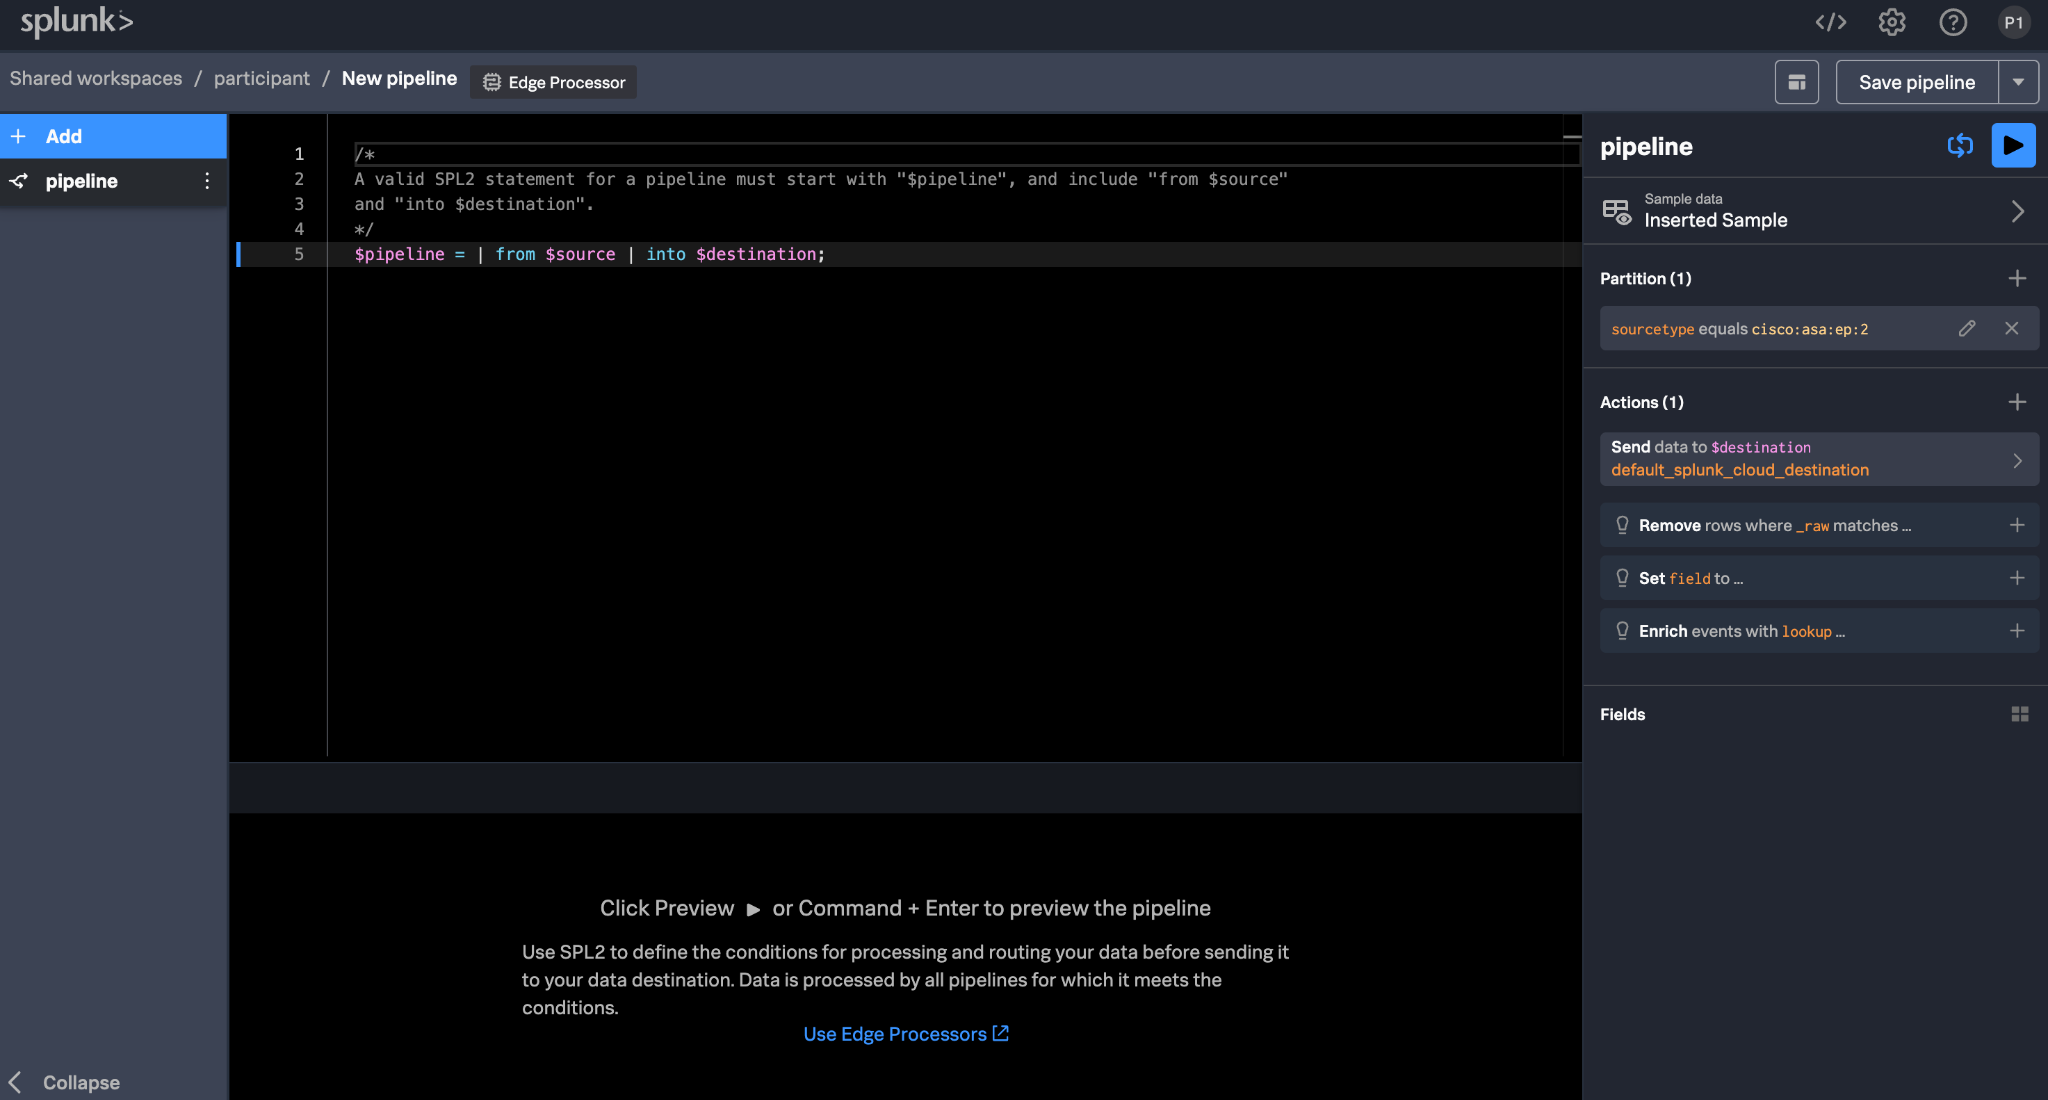 splunk>
P1
Shared workspaces / participant / New pipeline
Edge Processor
Save pipeline
+ Add
pipeline
1 /*
2 A valid SPL2 statement for a pipeline must start with "$pipeline", and include "from $source"
3 and "into $destination".
4 */
5 $pipeline = | from $source | into $destination;
Click Preview ▶ or Command + Enter to preview the pipeline
Use SPL2 to define the conditions for processing and routing your data before sending it
to your data destination. Data is processed by all pipelines for which it meets the
conditions.
Use Edge Processors
Collapse
pipeline
Sample data
Inserted Sample
Partition (1)
sourcetype equals cisco:asa:ep:2
Actions (1)
Send data to $destination
default_splunk_cloud_destination
Remove rows where _raw matches ...
Set field to ...
Enrich events with lookup ...
Fields